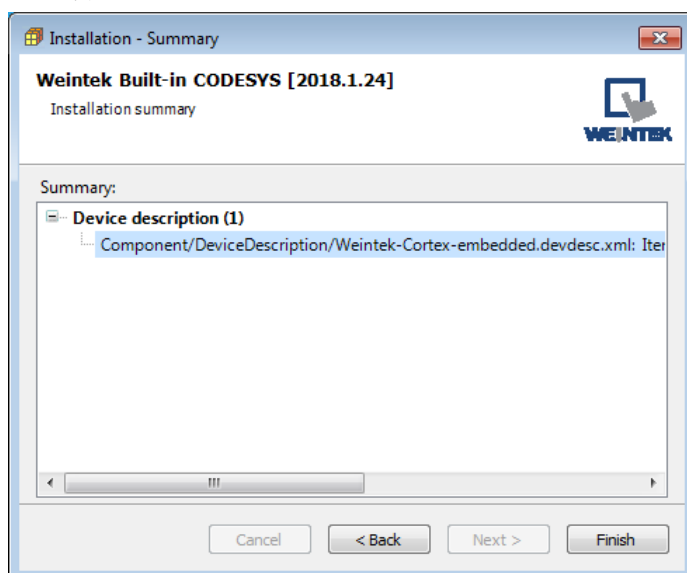 Installation - Summary
Weintek Built-in CODESYS [2018.1.24]
Installation summary
WEINTEK
Summary:
Device description (1)
Component/DeviceDescription/Weintek-Cortex-embedded.devdesc.xml: Iter
Cancel
< Back
Next >
Finish